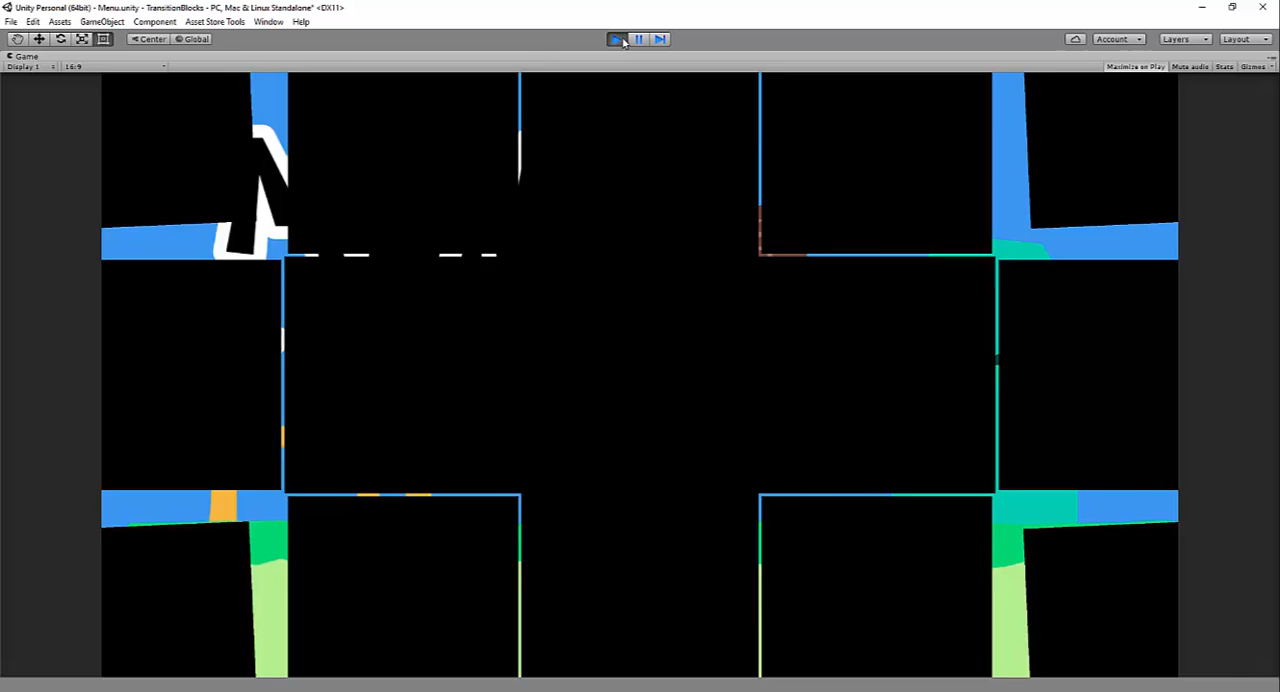 Unity Personal (64bit) - Menu.unity - TransitionBlocks - PC, Mac & Linux Standalone* <DX11>
File Edit Assets GameObject Component Asset Store Tools Window Help
Center Global Account Layers Layout
Game
Display 1 16:9 Maximize on Play Mute audio Stats Gizmos